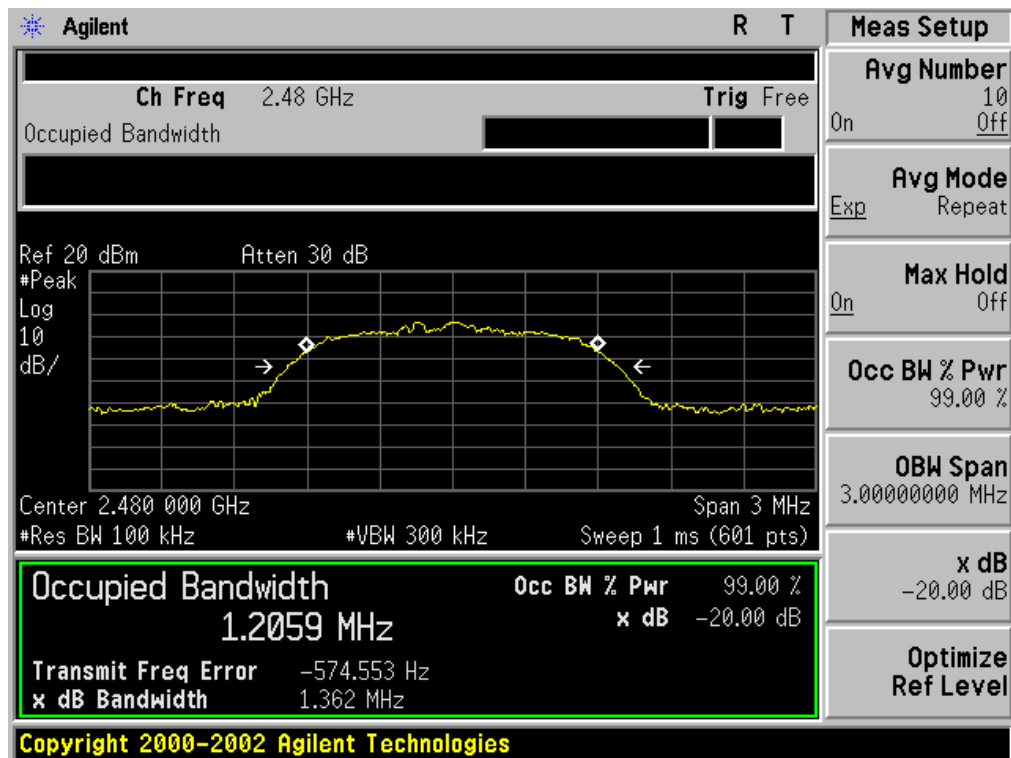 Agilent R T
Ch Freq 2.48 GHz Trig Free
Occupied Bandwidth
Ref 20 dBm Atten 30 dB
#Peak
Log
10
dB/
Center 2.480 000 GHz Span 3 MHz
#Res BW 100 kHz #VBW 300 kHz Sweep 1 ms (601 pts)
Occupied Bandwidth Occ BW % Pwr 99.00 %
1.2059 MHz x dB -20.00 dB
Transmit Freq Error -574.553 Hz
x dB Bandwidth 1.362 MHz
Copyright 2000-2002 Agilent Technologies
Meas Setup
Avg Number
10
On Off
Avg Mode
Exp Repeat
Max Hold
On Off
Occ BW % Pwr
99.00 %
OBW Span
3.00000000 MHz
x dB
-20.00 dB
Optimize
Ref Level